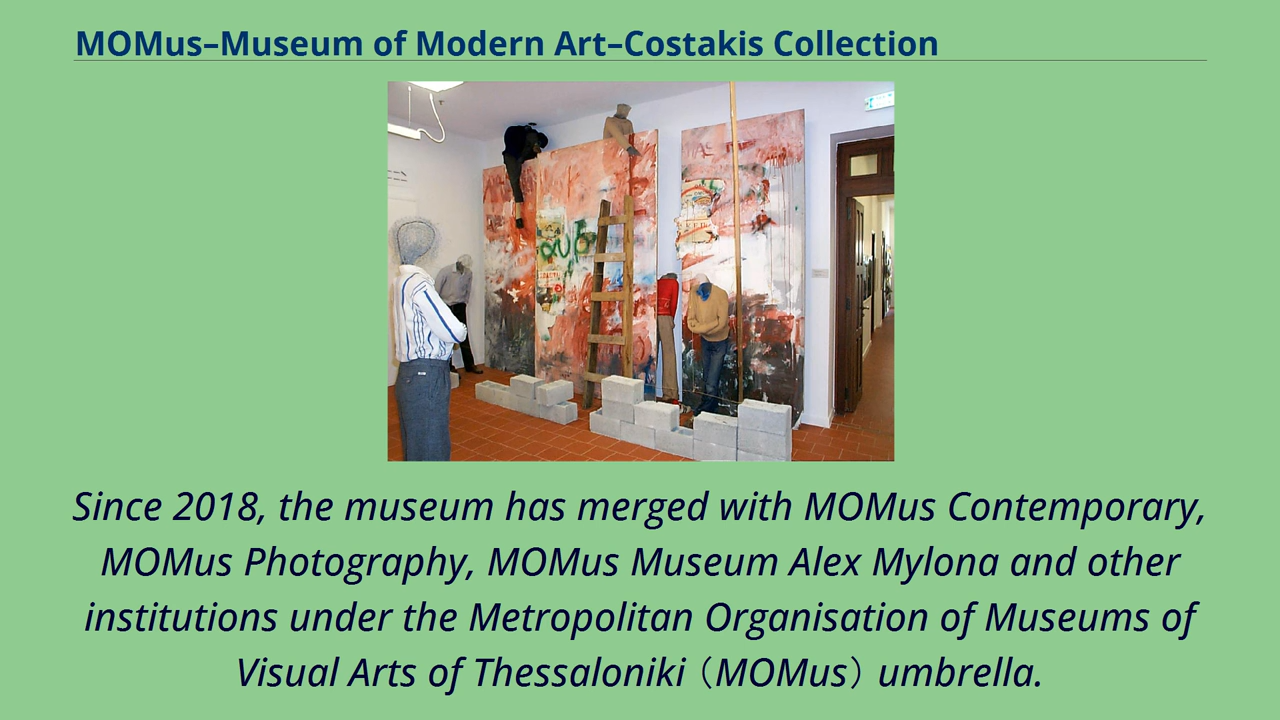 MOMus–Museum of Modern Art–Costakis Collection
Since 2018, the museum has merged with MOMus Contemporary,
MOMus Photography, MOMus Museum Alex Mylona and other
institutions under the Metropolitan Organisation of Museums of
Visual Arts of Thessaloniki（MOMus）umbrella.